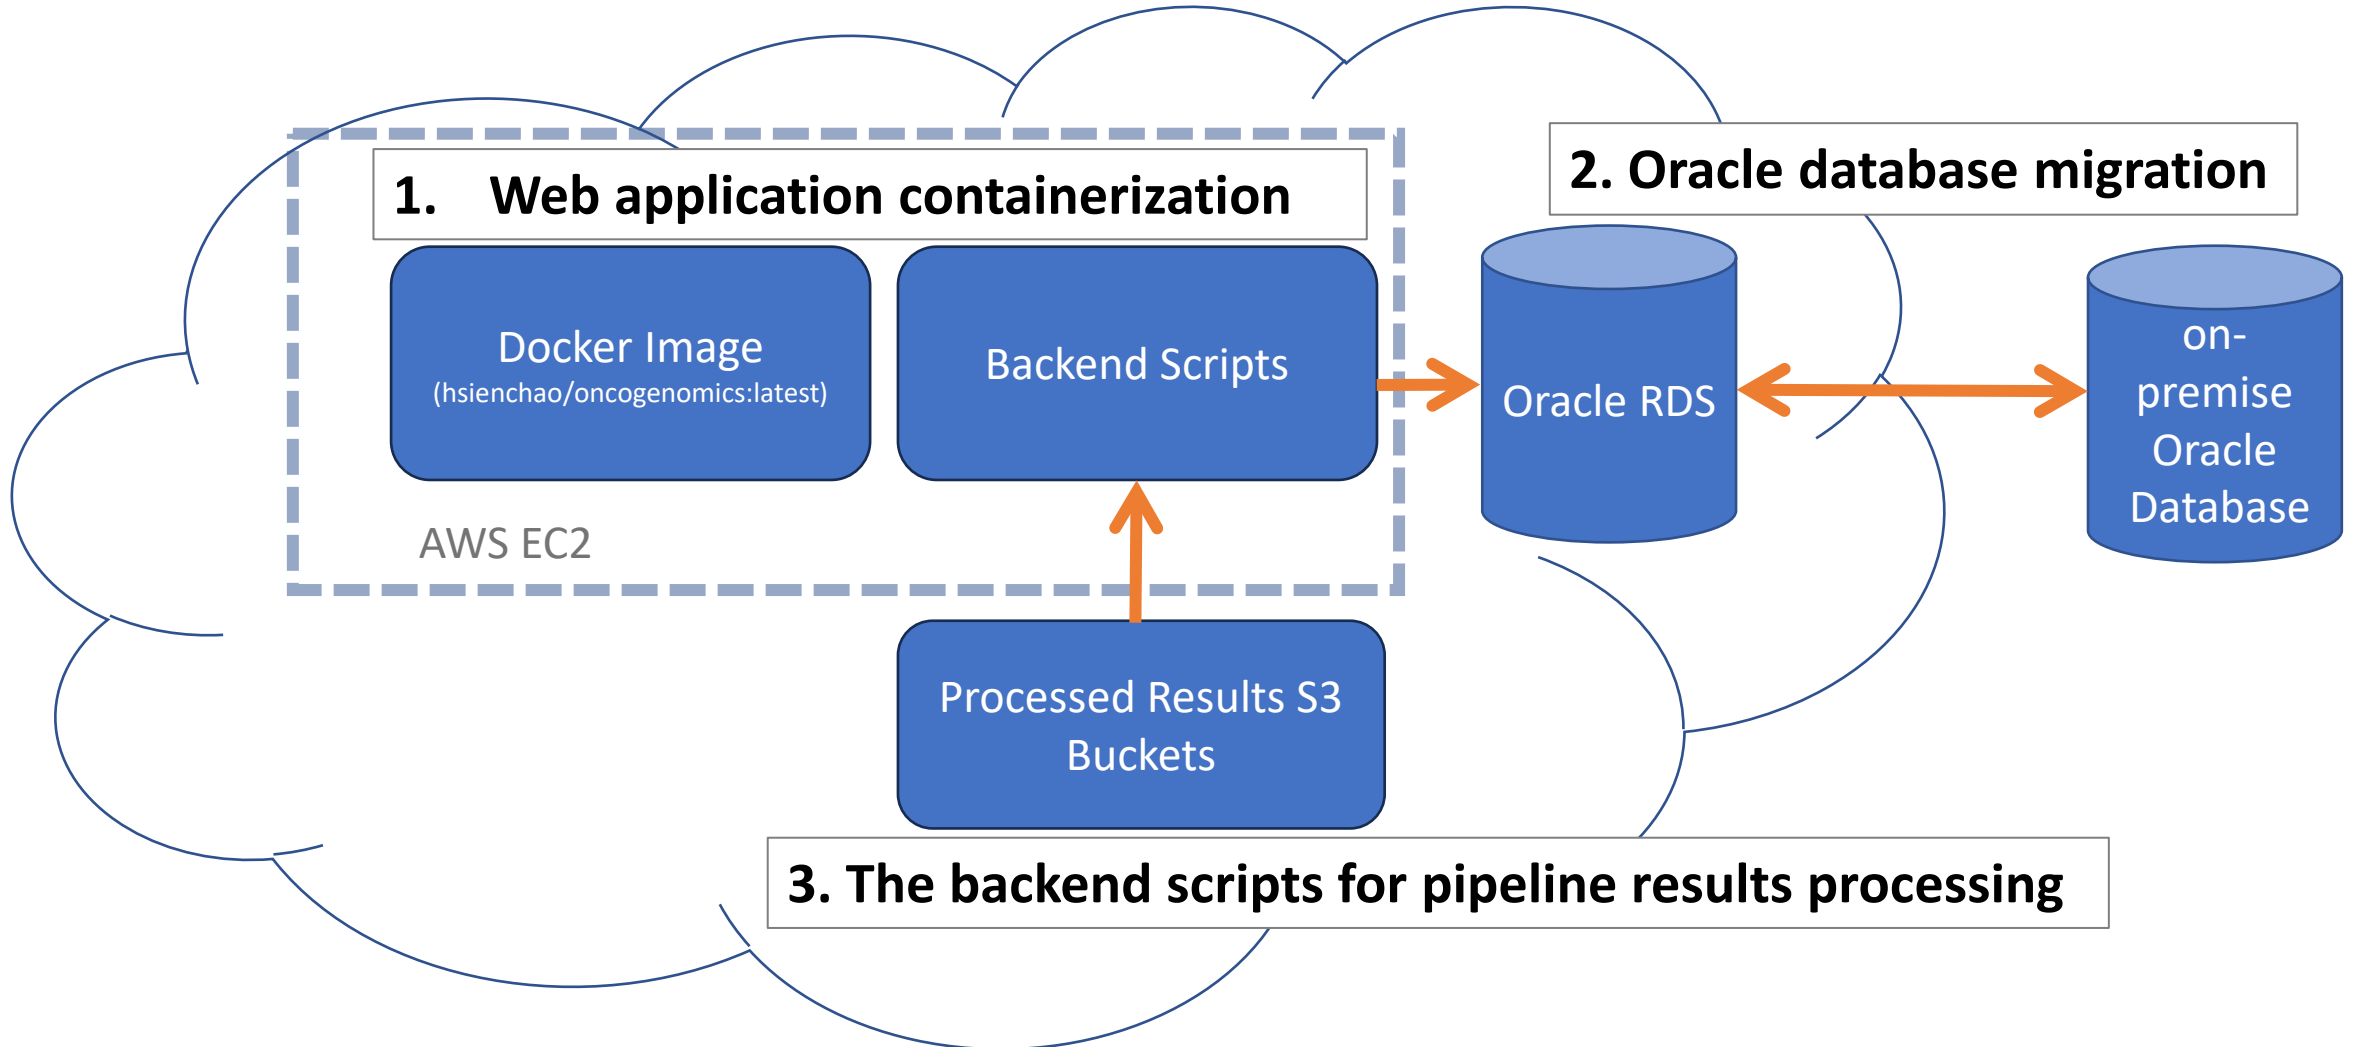 1. Web application containerization
2. Oracle database migration
Docker Image
(hsienchao/oncogenomics:latest)
Backend Scripts
Oracle RDS
on-
premise
Oracle
Database
AWS EC2
Processed Results S3
Buckets
3. The backend scripts for pipeline results processing